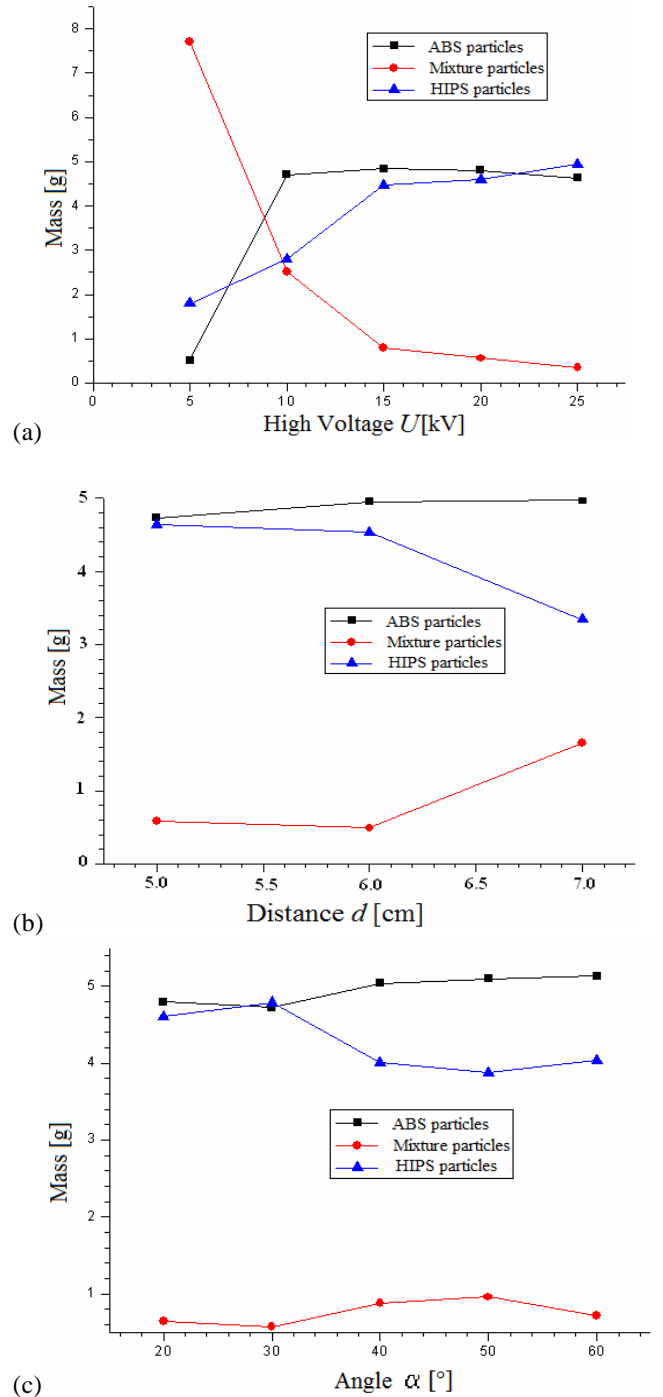 8
7
6
5
4
3
2
1
0
Mass [g]
ABS particles
Mixture particles
HIPS particles
0 5 10 15 20 25
High Voltage U[kV]
(a)
5
4
3
2
1
0
Mass [g]
ABS particles
Mixture particles
HIPS particles
5.0 5.5 6.0 6.5 7.0
Distance d [cm]
(b)
5
4
3
2
1
Mass [g]
ABS particles
Mixture particles
HIPS particles
20 30 40 50 60
Angle α [°]
(c)